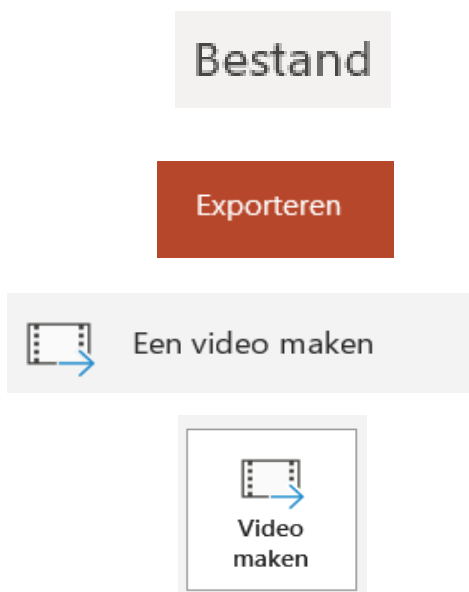 Bestand
Exporteren
Een video maken
Video
maken